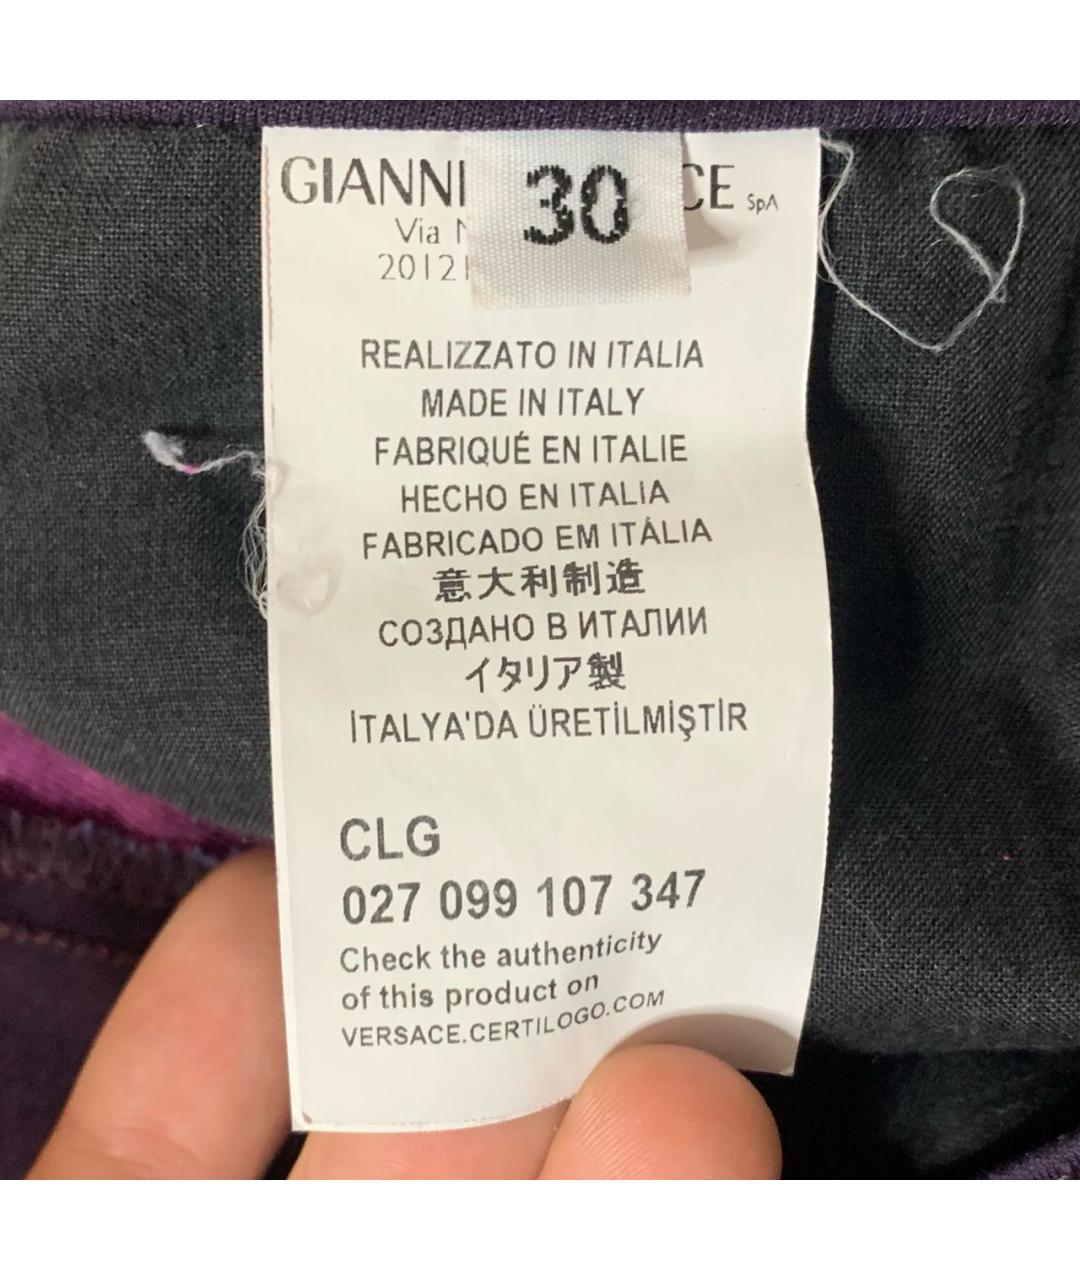 GIANNI
30
SpA
Via
20121
REALIZZATO IN ITALIA
MADE IN ITALY
FABRIQUÉ EN ITALIE
HECHO EN ITALIA
FABRICADO EM ITÁLIA
意大利制造
СОЗДАНО В ИТАЛИИ
イタリア製
İTALYA'DA ÜRETİLMİŞTİR
CLG
027 099 107 347
Check the authenticity
of this product on
VERSACE.CERTILOGO.COM